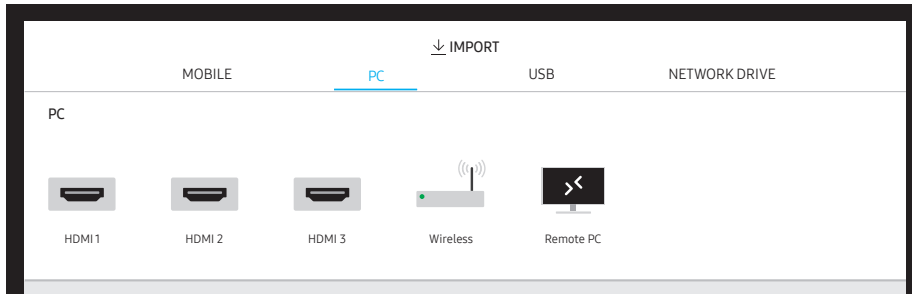 IMPORT
MOBILE PC USB NETWORK DRIVE
PC
HDMI 1 HDMI 2 HDMI 3 Wireless Remote PC